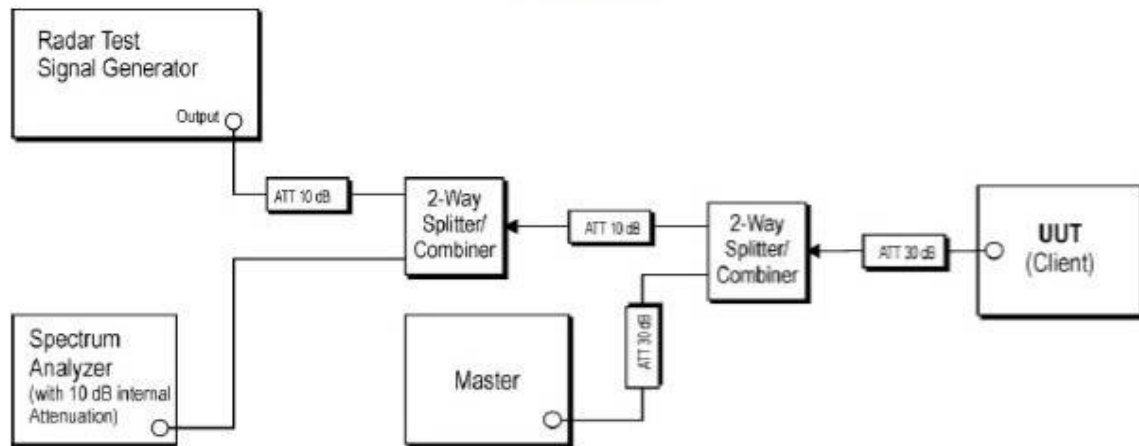 Radar Test
Signal Generator
Output
ATT 10 dB
2-Way
Splitter/
Combiner
ATT 10 dB
2-Way
Splitter/
Combiner
ATT 30 dB
UUT
(Client)
Spectrum
Analyzer
(with 10 dB internal
Attenuation)
Master
ATT 30 dB